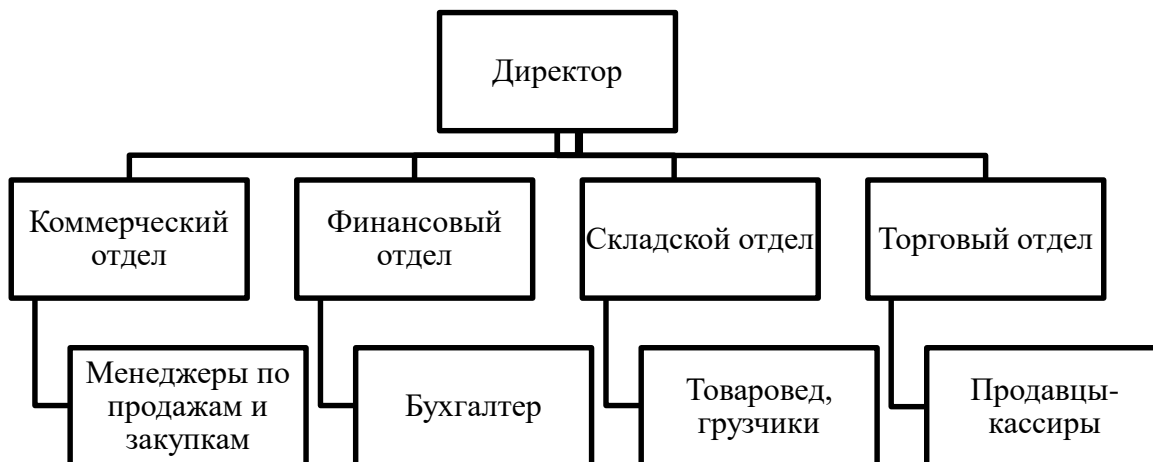 Директор
Коммерческий
отдел
Финансовый
отдел
Складской отдел
Торговый отдел
Менеджеры по
продажам и
закупкам
Бухгалтер
Товаровед,
грузчики
Продавцы-
кассиры